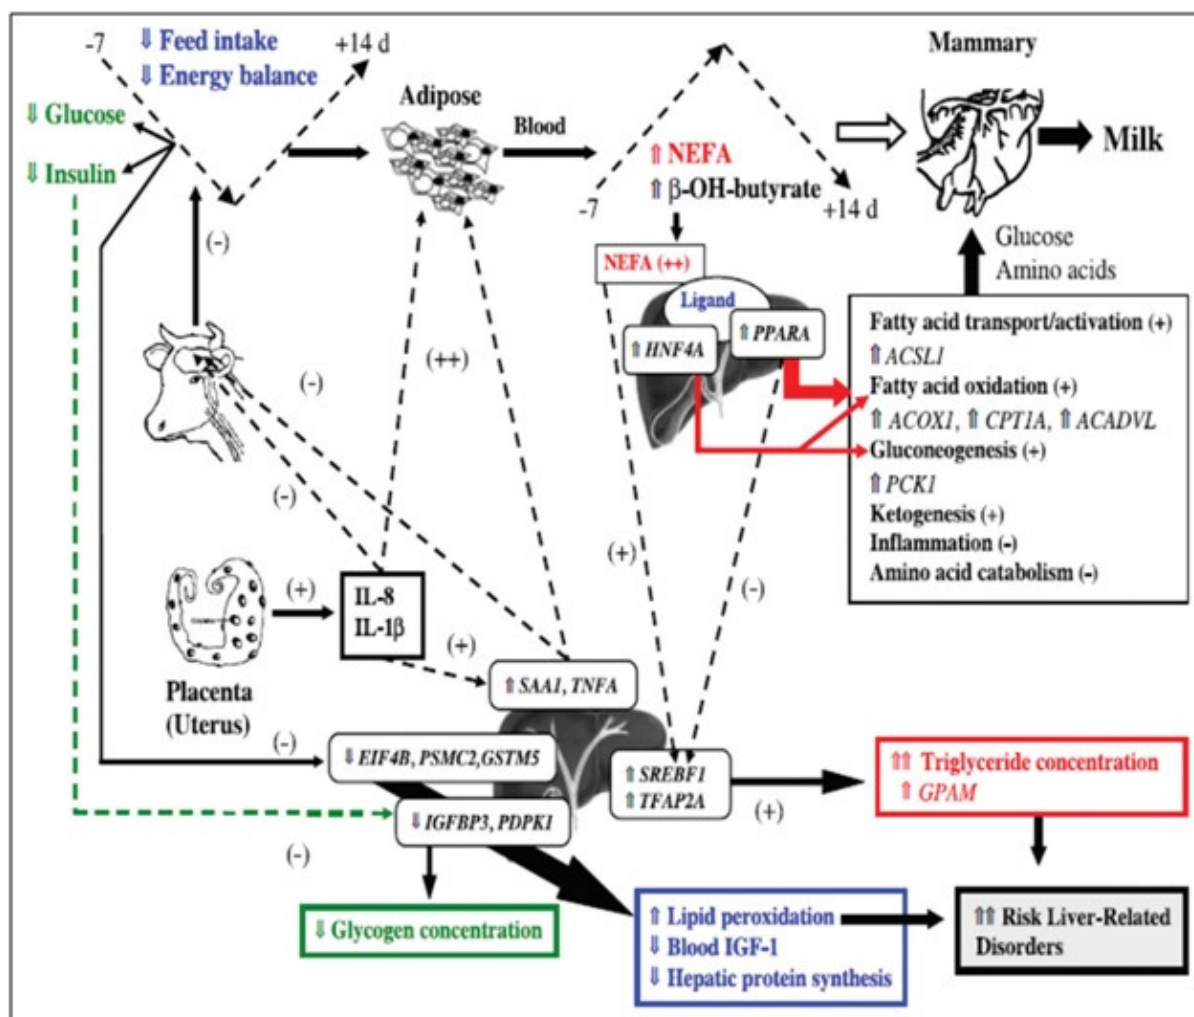 -7
⇓ Feed intake
⇓ Energy balance
+14 d
⇓ Glucose
⇓ Insulin
(-)
Adipose
Blood
⇑ NEFA
⇑ β-OH-butyrate
-7
+14 d
Mammary
Milk
Glucose
Amino acids
NEFA (++)
Ligand
⇑ HNF4A
⇑ PPARA
Fatty acid transport/activation (+)
⇑ ACSL1
Fatty acid oxidation (+)
⇑ ACOX1, ⇑ CPT1A, ⇑ ACADVL
Gluconeogenesis (+)
⇑ PCK1
Ketogenesis (+)
Inflammation (-)
Amino acid catabolism (-)
(++)
(-)
(-)
(+)
(-)
Placenta
(Uterus)
(+)
IL-8
IL-1β
(+)
⇑ SAA1, TNFA
(-)
⇓ EIF4B, PSMC2,GSTM5
⇓ IGFBP3, PDPK1
(-)
⇑ SREBF1
⇑ TFAP2A
(+)
⇑⇑ Triglyceride concentration
⇑ GPAM
⇓ Glycogen concentration
⇑ Lipid peroxidation
⇓ Blood IGF-1
⇓ Hepatic protein synthesis
⇑⇑ Risk Liver-Related
Disorders